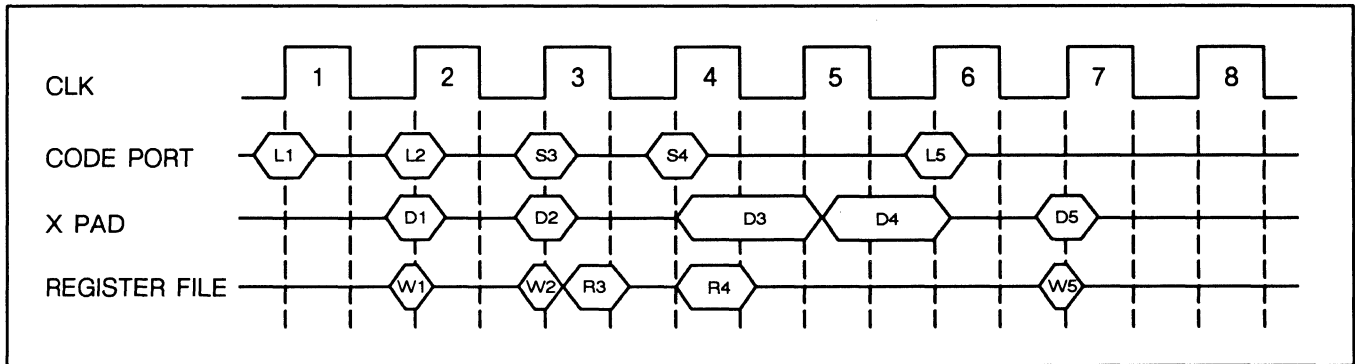 CLK 1 2 3 4 5 6 7 8
CODE PORT L1 L2 S3 S4 L5
X PAD D1 D2 D3 D4 D5
REGISTER FILE W1 W2 R3 R4 W5